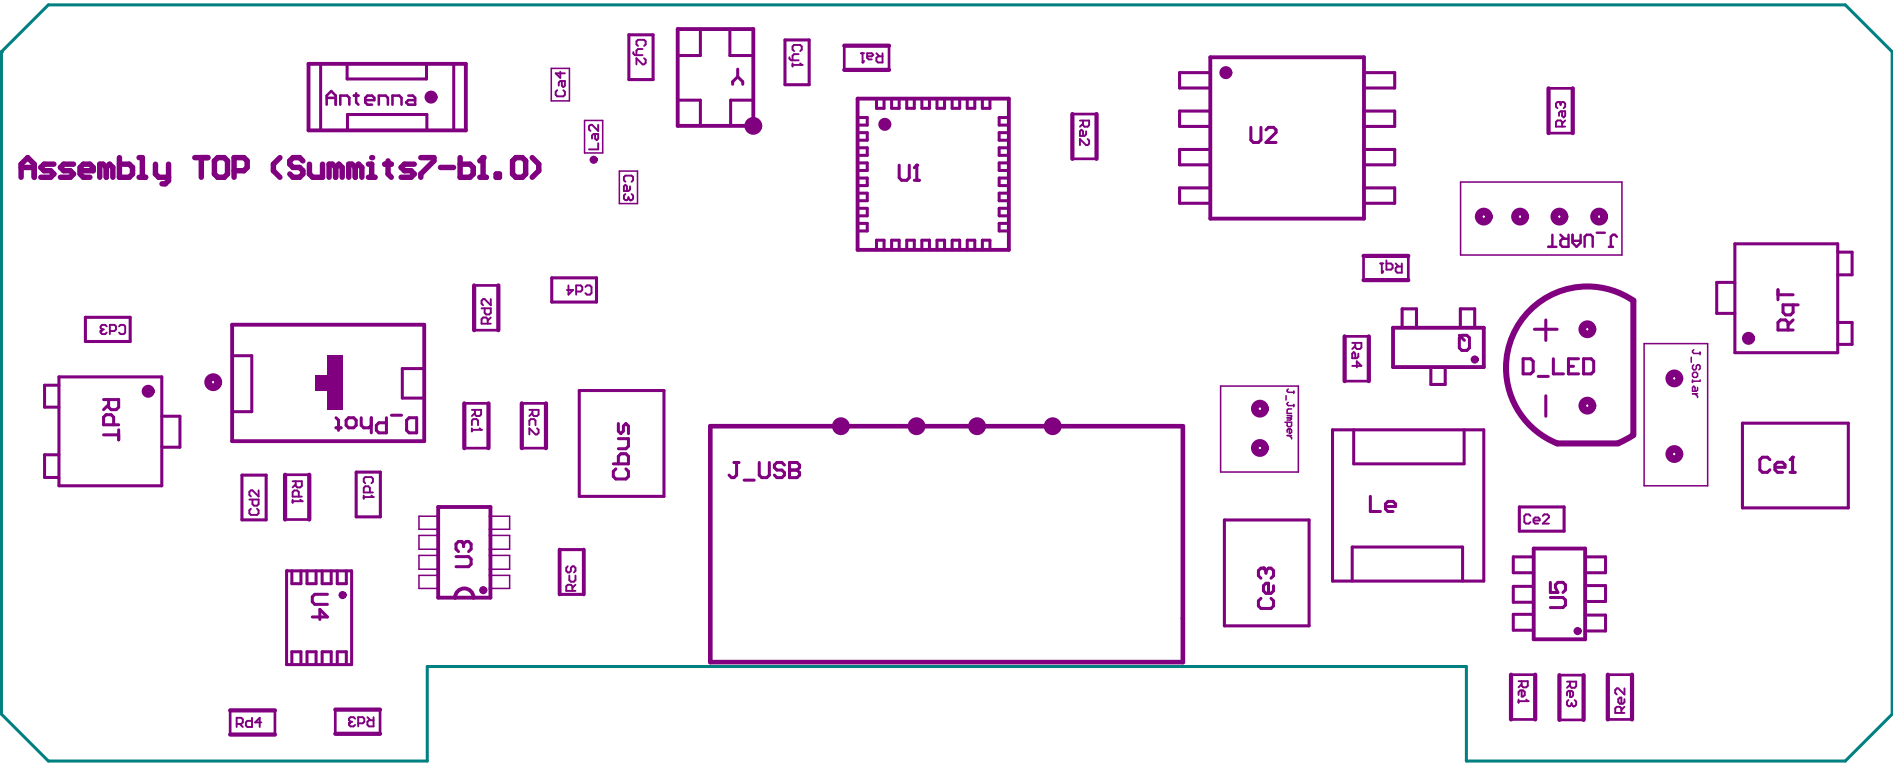 Cy2
Y
Cy1
Ra1
Ca4
Antenna
La2
Ra2
U2
Ra3
Assembly TOP (Summits7-b1.0)
Ca3
U1
J_UART
Rq1
Cd4
Rd2
Cd3
RqT
Q
Ra4
+
D_LED
-
J_Solar
J_Jumper
RdT
D_Phot
Rc1
Rc2
Cbus
J_USB
Ce1
Cd2
Rd1
Cd1
Le
Ce2
U3
RcS
Ce3
U5
U4
Re1
Re3
Re2
Rd4
Rd3